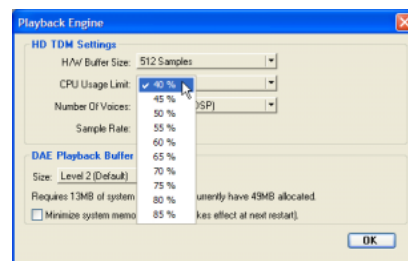 Playback Engine
HD TDM Settings
H/W Buffer Size: 512 Samples
CPU Usage Limit: 40 %
45 %
Number Of Voices: DSP)
50 %
Sample Rate: 55 %
60 %
DAE Playback Buffer 65 %
Size: Level 2 (Default) 70 %
75 %
Requires 13MB of system urrently have 49MB allocated.
80 %
Minimize system memo kes effect at next restart).
85 %
OK